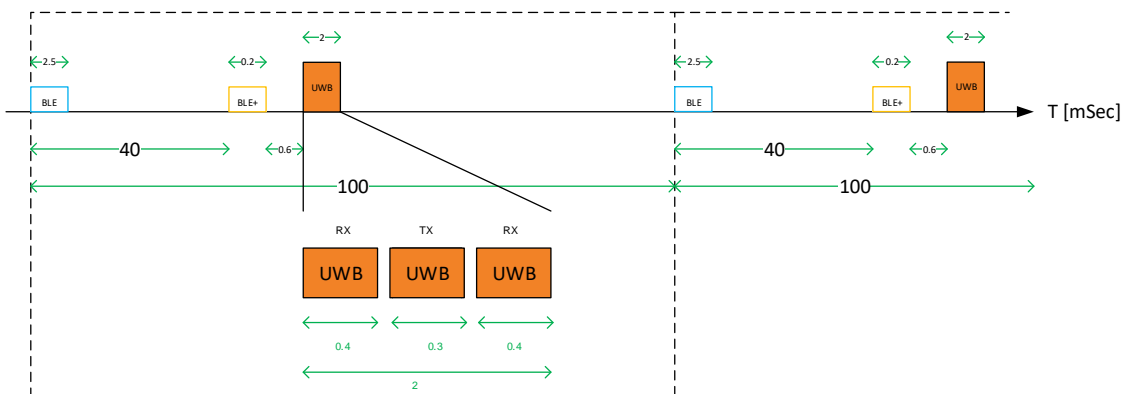 2 2
2.5 0.2 2.5 0.2
BLE BLE+ UWB BLE BLE+ UWB
T [mSec]
40 0.6 40 0.6
100 100
RX TX RX
UWB UWB UWB
0.4 0.3 0.4
2